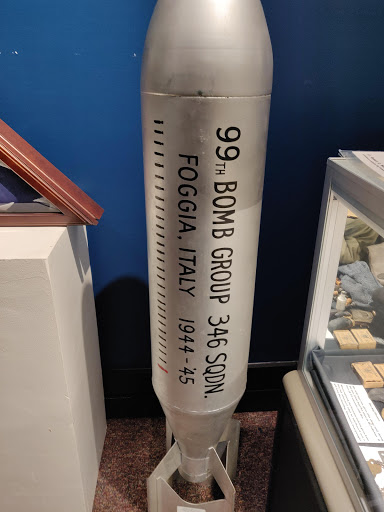 99TH BOMB GROUP 346 SQDN.
FOGGIA, ITALY 1944-'45